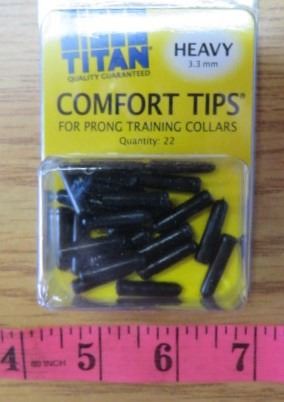 TITAN®
QUALITY GUARANTEED
HEAVY
3.3 mm
COMFORT TIPS®
FOR PRONG TRAINING COLLARS
Quantity: 22
4 5 6 7